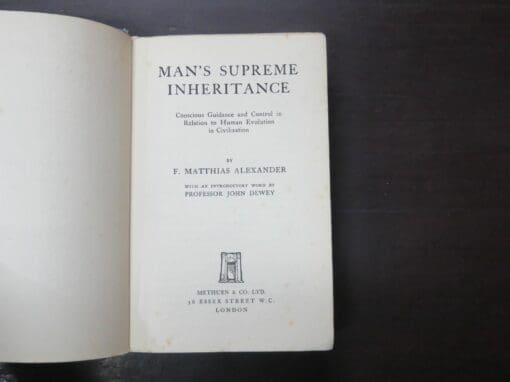 MAN'S SUPREME
INHERITANCE
Conscious Guidance and Control in
Relation to Human Evolution
in Civilization
BY
F. MATTHIAS ALEXANDER
WITH AN INTRODUCTORY WORD BY
PROFESSOR JOHN DEWEY
METHUEN & CO. LTD.
36 ESSEX STREET W.C.
LONDON